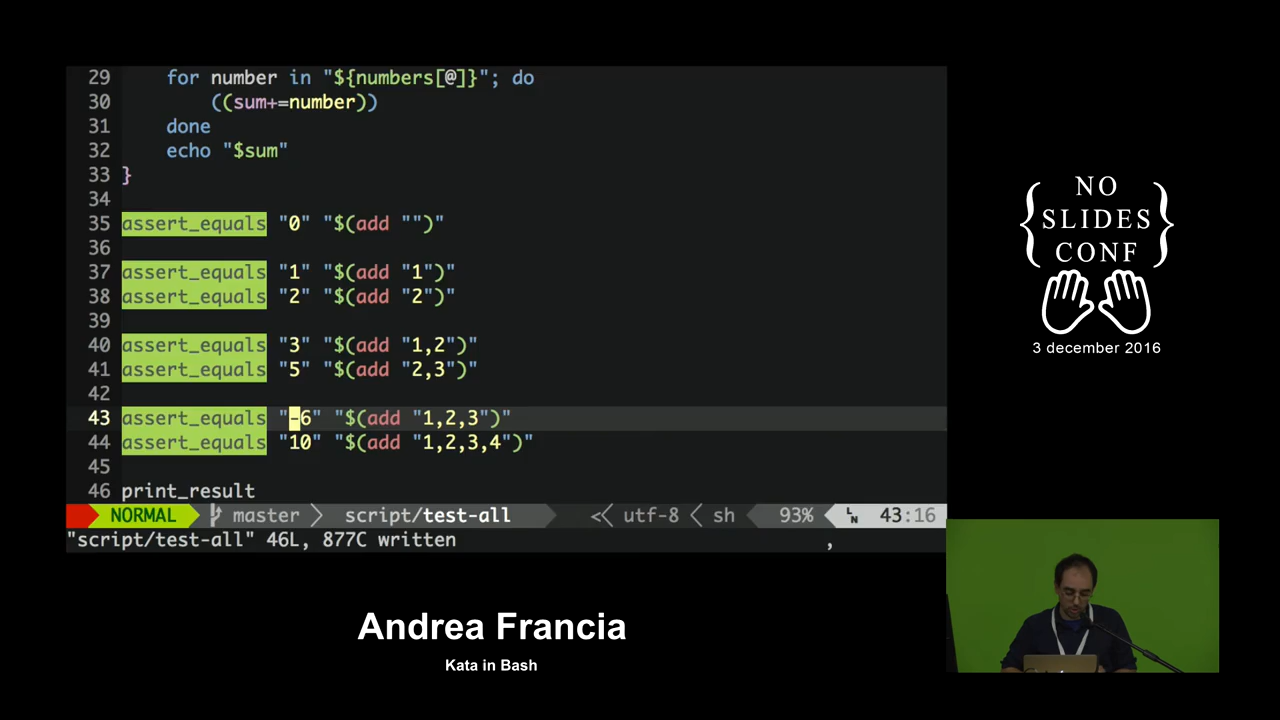 29 for number in "${numbers[@]}"; do
30 ((sum+=number))
31 done
32 echo "$sum"
33 }
34
35 assert_equals "0" "$(add "")"
36
37 assert_equals "1" "$(add "1")"
38 assert_equals "2" "$(add "2")"
39
40 assert_equals "3" "$(add "1,2")"
41 assert_equals "5" "$(add "2,3")"
42
43 assert_equals "-6" "$(add "1,2,3")"
44 assert_equals "10" "$(add "1,2,3,4")"
45
46 print_result
NORMAL master script/test-all utf-8 sh 93% LN 43:16
"script/test-all" 46L, 877C written ,
NO
SLIDES
CONF
3 december 2016
Andrea Francia
Kata in Bash